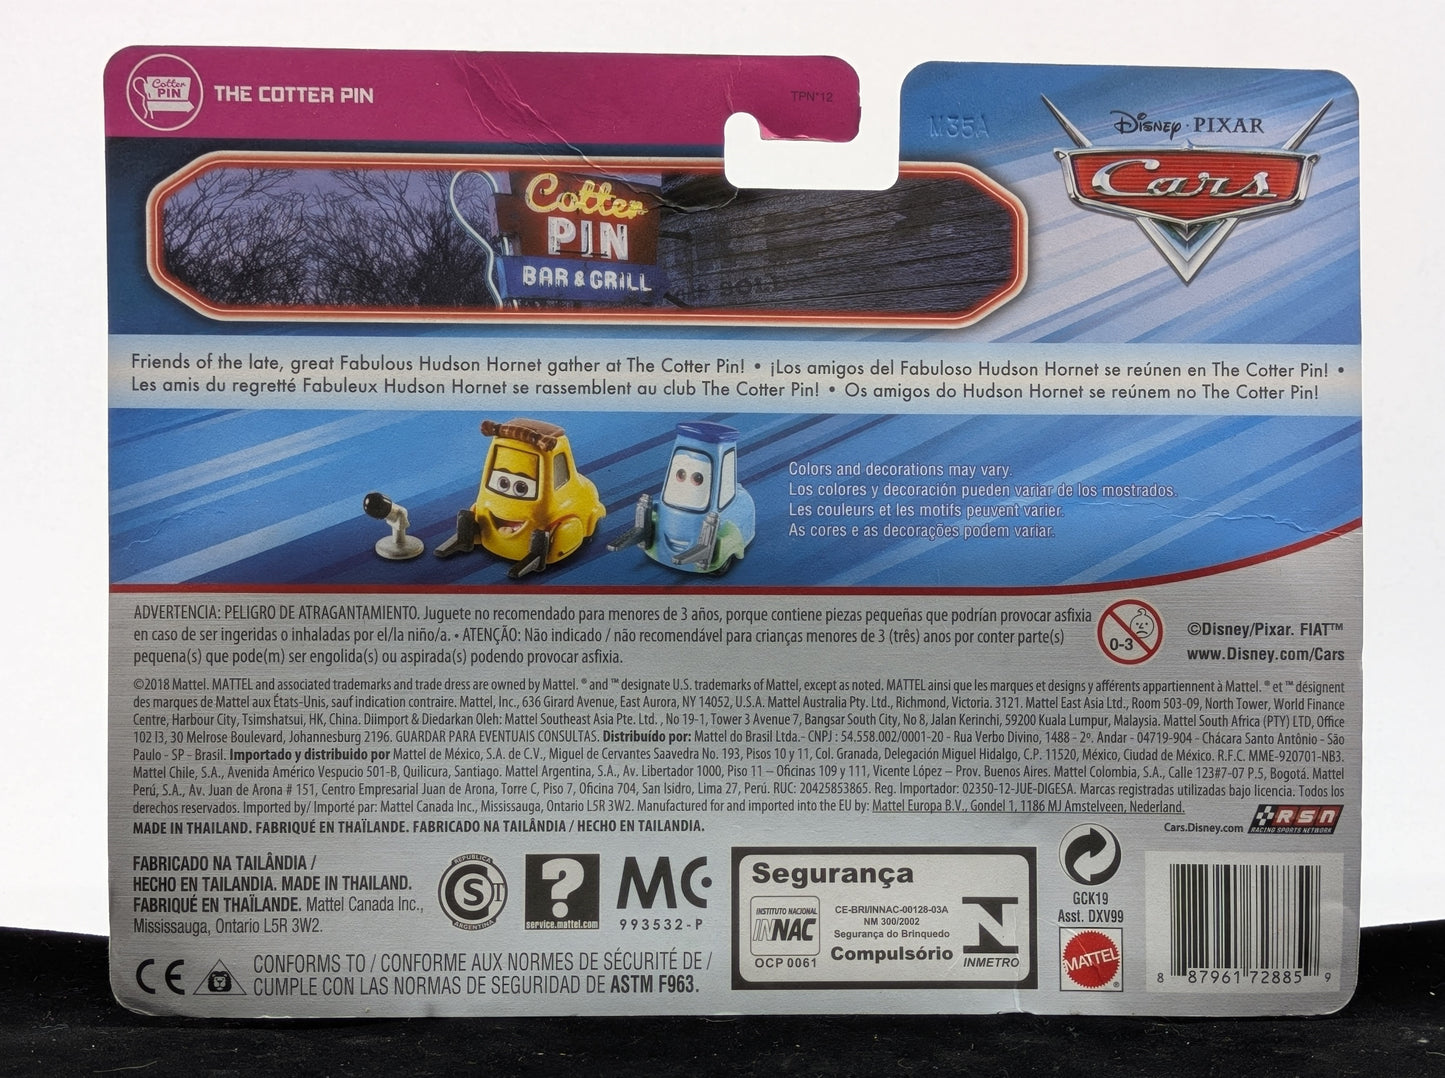 Cotter
PIN
THE COTTER PIN
TPN*12
M35A
Disney · PIXAR
Cars
Cotter
PIN
BAR & GRILL
Friends of the late, great Fabulous Hudson Hornet gather at The Cotter Pin! • ¡Los amigos del Fabuloso Hudson Hornet se reúnen en The Cotter Pin! •
Les amis du regretté Fabuleux Hudson Hornet se rassemblent au club The Cotter Pin! • Os amigos do Hudson Hornet se reúnem no The Cotter Pin!
Colors and decorations may vary.
Los colores y decoración pueden variar de los mostrados.
Les couleurs et les motifs peuvent varier.
As cores e as decorações podem variar.
ADVERTENCIA: PELIGRO DE ATRAGANTAMIENTO. Juguete no recomendado para menores de 3 años, porque contiene piezas pequeñas que podrían provocar asfixia
en caso de ser ingeridas o inhaladas por el/la niño/a. • ATENÇÃO: Não indicado / não recomendável para crianças menores de 3 (três) anos por conter parte(s)
pequena(s) que pode(m) ser engolida(s) ou aspirada(s) podendo provocar asfixia.
0-3
©Disney/Pixar. FIAT™
www.Disney.com/Cars
©2018 Mattel. MATTEL and associated trademarks and trade dress are owned by Mattel. ® and ™ designate U.S. trademarks of Mattel, except as noted. MATTEL ainsi que les marques et designs y afférents appartiennent à Mattel. ® et ™ désignent
des marques de Mattel aux États-Unis, sauf indication contraire. Mattel, Inc., 636 Girard Avenue, East Aurora, NY 14052, U.S.A. Mattel Australia Pty. Ltd., Richmond, Victoria. 3121. Mattel East Asia Ltd., Room 503-09, North Tower, World Finance
Centre, Harbour City, Tsimshatsui, HK, China. Diimport & Diedarkan Oleh: Mattel Southeast Asia Pte. Ltd. , No 19-1, Tower 3 Avenue 7, Bangsar South City, No 8, Jalan Kerinchi, 59200 Kuala Lumpur, Malaysia. Mattel South Africa (PTY) LTD, Office
102 I3, 30 Melrose Boulevard, Johannesburg 2196. GUARDAR PARA EVENTUAIS CONSULTAS. Distribuído por: Mattel do Brasil Ltda.- CNPJ : 54.558.002/0001-20 - Rua Verbo Divino, 1488 - 2º. Andar - 04719-904 - Chácara Santo Antônio - São
Paulo - SP - Brasil. Importado y distribuido por Mattel de México, S.A. de C.V., Miguel de Cervantes Saavedra No. 193, Pisos 10 y 11, Col. Granada, Delegación Miguel Hidalgo, C.P. 11520, México, Ciudad de México. R.F.C. MME-920701-NB3.
Mattel Chile, S.A., Avenida Américo Vespucio 501-B, Quilicura, Santiago. Mattel Argentina, S.A., Av. Libertador 1000, Piso 11 – Oficinas 109 y 111, Vicente López – Prov. Buenos Aires. Mattel Colombia, S.A., Calle 123#7-07 P.5, Bogotá. Mattel
Perú, S.A., Av. Juan de Arona # 151, Centro Empresarial Juan de Arona, Torre C, Piso 7, Oficina 704, San Isidro, Lima 27, Perú. RUC: 20425853865. Reg. Importador: 02350-12-JUE-DIGESA. Marcas registradas utilizadas bajo licencia. Todos los
derechos reservados. Imported by/ Importé par: Mattel Canada Inc., Mississauga, Ontario L5R 3W2. Manufactured for and imported into the EU by: Mattel Europa B.V., Gondel 1, 1186 MJ Amstelveen, Nederland.
MADE IN THAILAND. FABRIQUÉ EN THAÏLANDE. FABRICADO NA TAILÂNDIA / HECHO EN TAILANDIA.
Cars.Disney.com
RSN
RACING SPORTS NETWORK
FABRICADO NA TAILÂNDIA /
HECHO EN TAILANDIA. MADE IN THAILAND.
FABRIQUÉ EN THAÏLANDE. Mattel Canada Inc.,
Mississauga, Ontario L5R 3W2.
REPUBLICA
S T
ARGENTINA
?
service.mattel.com
MC
993532-P
Segurança
INSTITUTO NACIONAL
INNAC
OCP 0061
CE-BRI/INNAC-00128-03A
NM 300/2002
Segurança do Brinquedo
Compulsório
INMETRO
GCK19
Asst. DXV99
MATTEL
®
8 87961 72885 9
CE
CONFORMS TO / CONFORME AUX NORMES DE SÉCURITÉ DE /
CUMPLE CON LAS NORMAS DE SEGURIDAD DE ASTM F963.